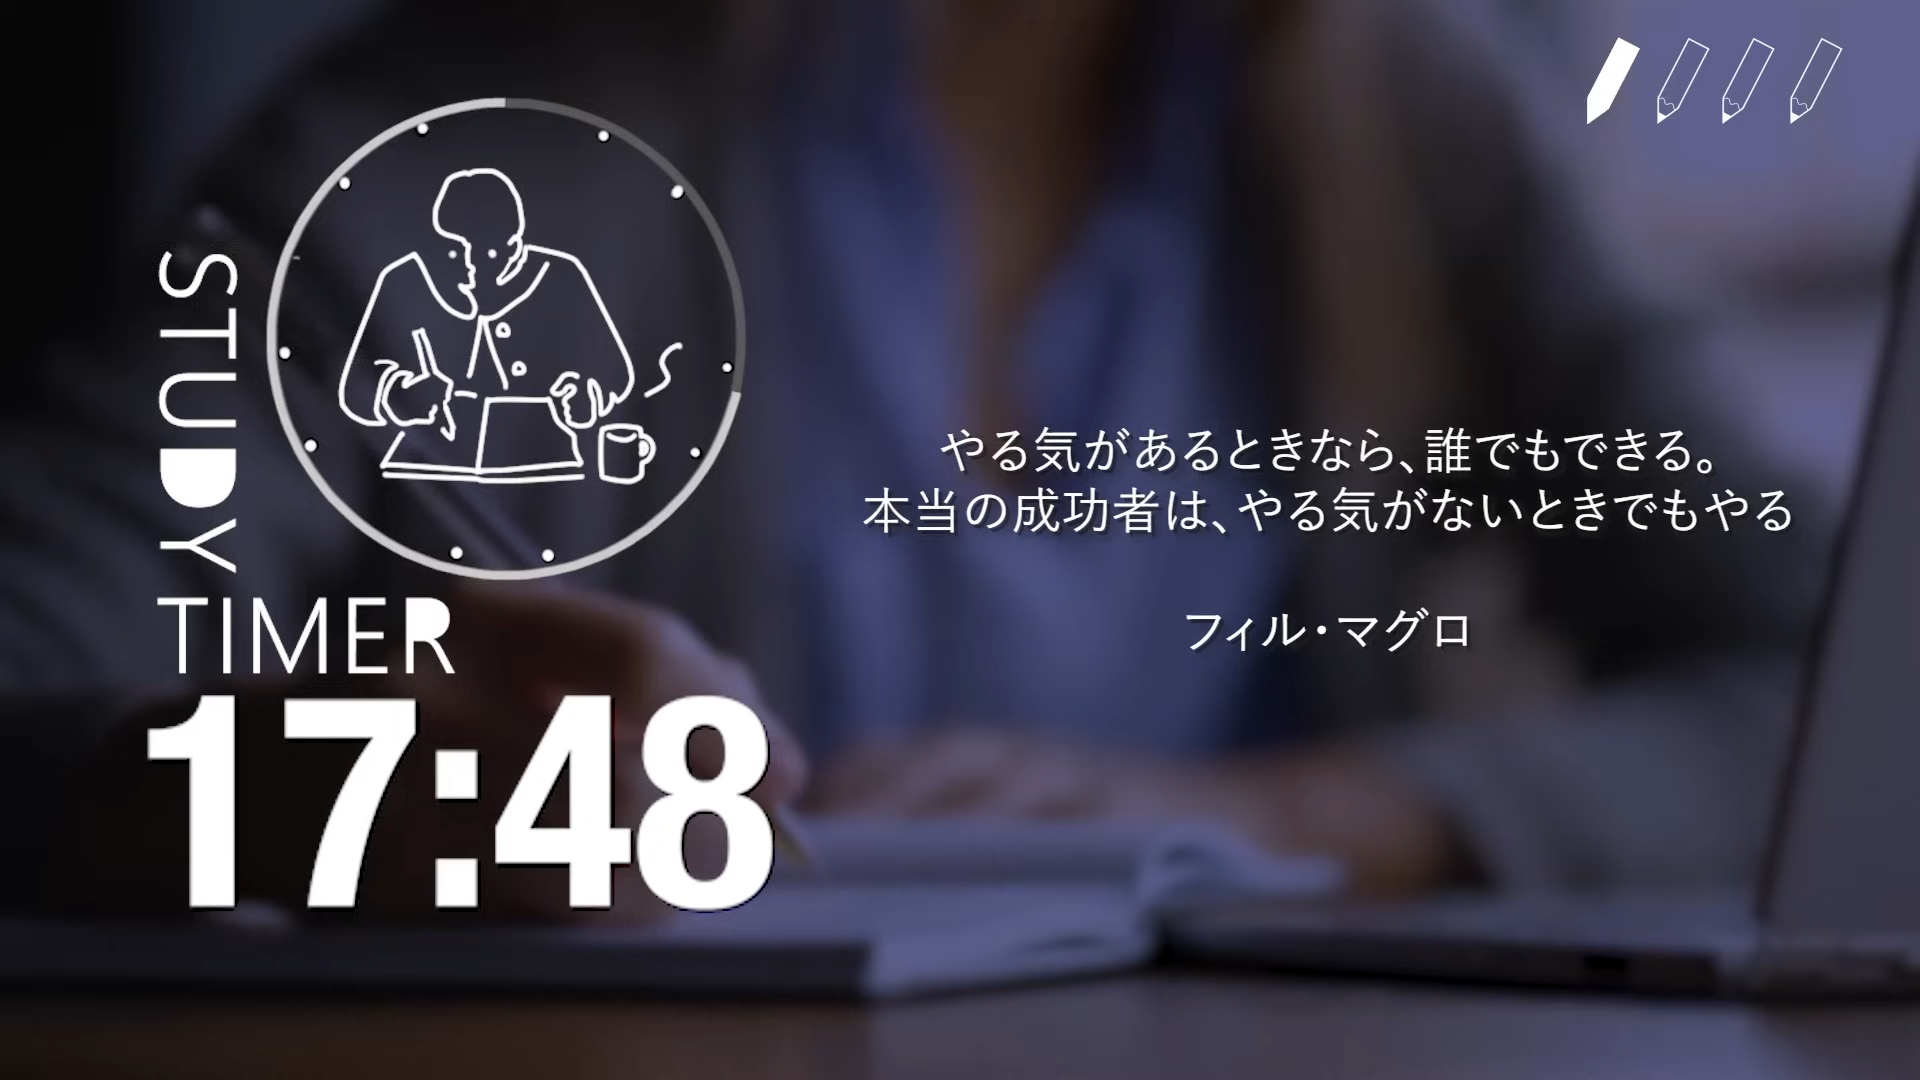 STUDY
TIMER
17:48
やる気があるときなら、誰でもできる。
本当の成功者は、やる気がないときでもやる
フィル・マグロ